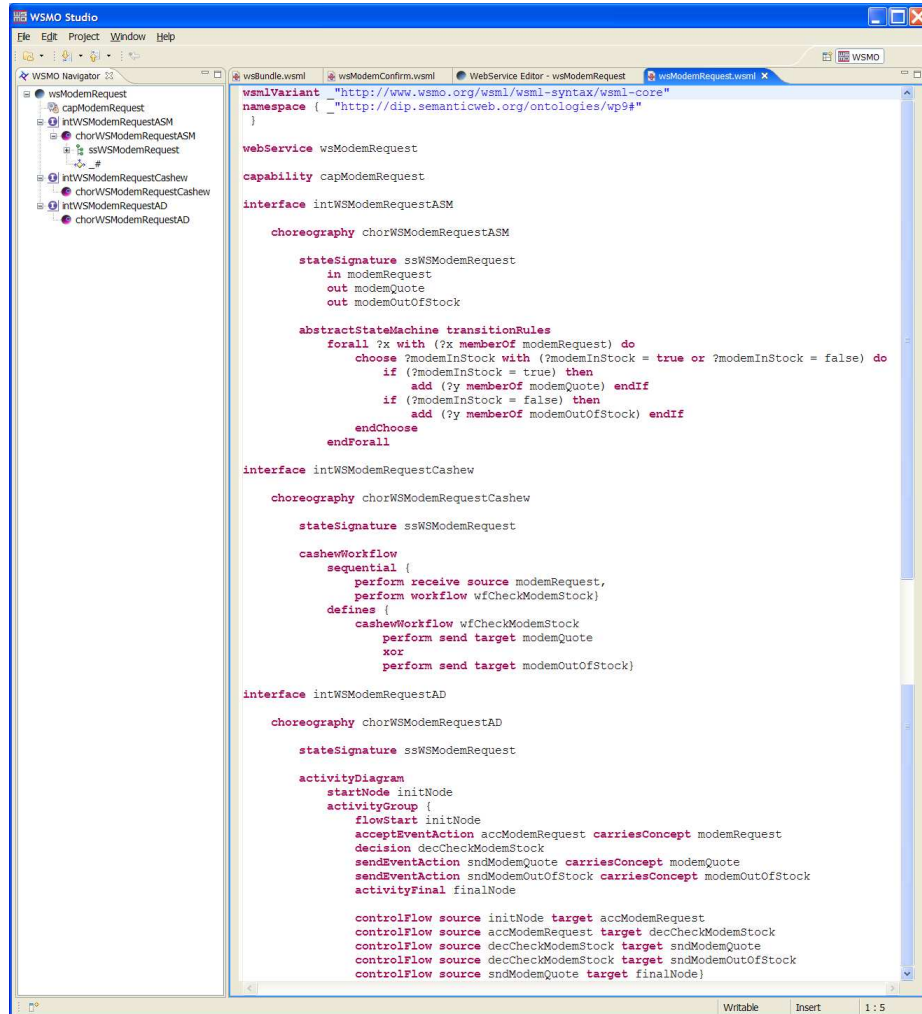 WSMO Studio
File Edit Project Window Help
WSMO
WSMO Navigator
wsBundle.wsml
wsModemConfirm.wsml
WebService Editor - wsModemRequest
wsModemRequest.wsml
wsModemRequest
capModemRequest
intWSModemRequestASM
chorWSModemRequestASM
ssWSModemRequest
_#
intWSModemRequestCashew
chorWSModemRequestCashew
intWSModemRequestAD
chorWSModemRequestAD
wsmlVariant _"http://www.wsmo.org/wsml/wsml-syntax/wsml-core"
namespace { _"http://dip.semanticweb.org/ontologies/wp9#"
}
webService wsModemRequest
capability capModemRequest
interface intWSModemRequestASM
choreography chorWSModemRequestASM
stateSignature ssWSModemRequest
in modemRequest
out modemQuote
out modemOutOfStock
abstractStateMachine transitionRules
forall ?x with (?x memberOf modemRequest) do
choose ?modemInStock with (?modemInStock = true or ?modemInStock = false) do
if (?modemInStock = true) then
add (?y memberOf modemQuote) endIf
if (?modemInStock = false) then
add (?y memberOf modemOutOfStock) endIf
endChoose
endForall
interface intWSModemRequestCashew
choreography chorWSModemRequestCashew
stateSignature ssWSModemRequest
cashewWorkflow
sequential {
perform receive source modemRequest,
perform workflow wfCheckModemStock}
defines {
cashewWorkflow wfCheckModemStock
perform send target modemQuote
xor
perform send target modemOutOfStock}
interface intWSModemRequestAD
choreography chorWSModemRequestAD
stateSignature ssWSModemRequest
activityDiagram
startNode initNode
activityGroup {
flowStart initNode
acceptEventAction accModemRequest carriesConcept modemRequest
decision decCheckModemStock
sendEventAction sndModemQuote carriesConcept modemQuote
sendEventAction sndModemOutOfStock carriesConcept modemOutOfStock
activityFinal finalNode
controlFlow source initNode target accModemRequest
controlFlow source accModemRequest target decCheckModemStock
controlFlow source decCheckModemStock target sndModemQuote
controlFlow source decCheckModemStock target sndModemOutOfStock
controlFlow source sndModemQuote target finalNode}
Writable Insert 1 : 5